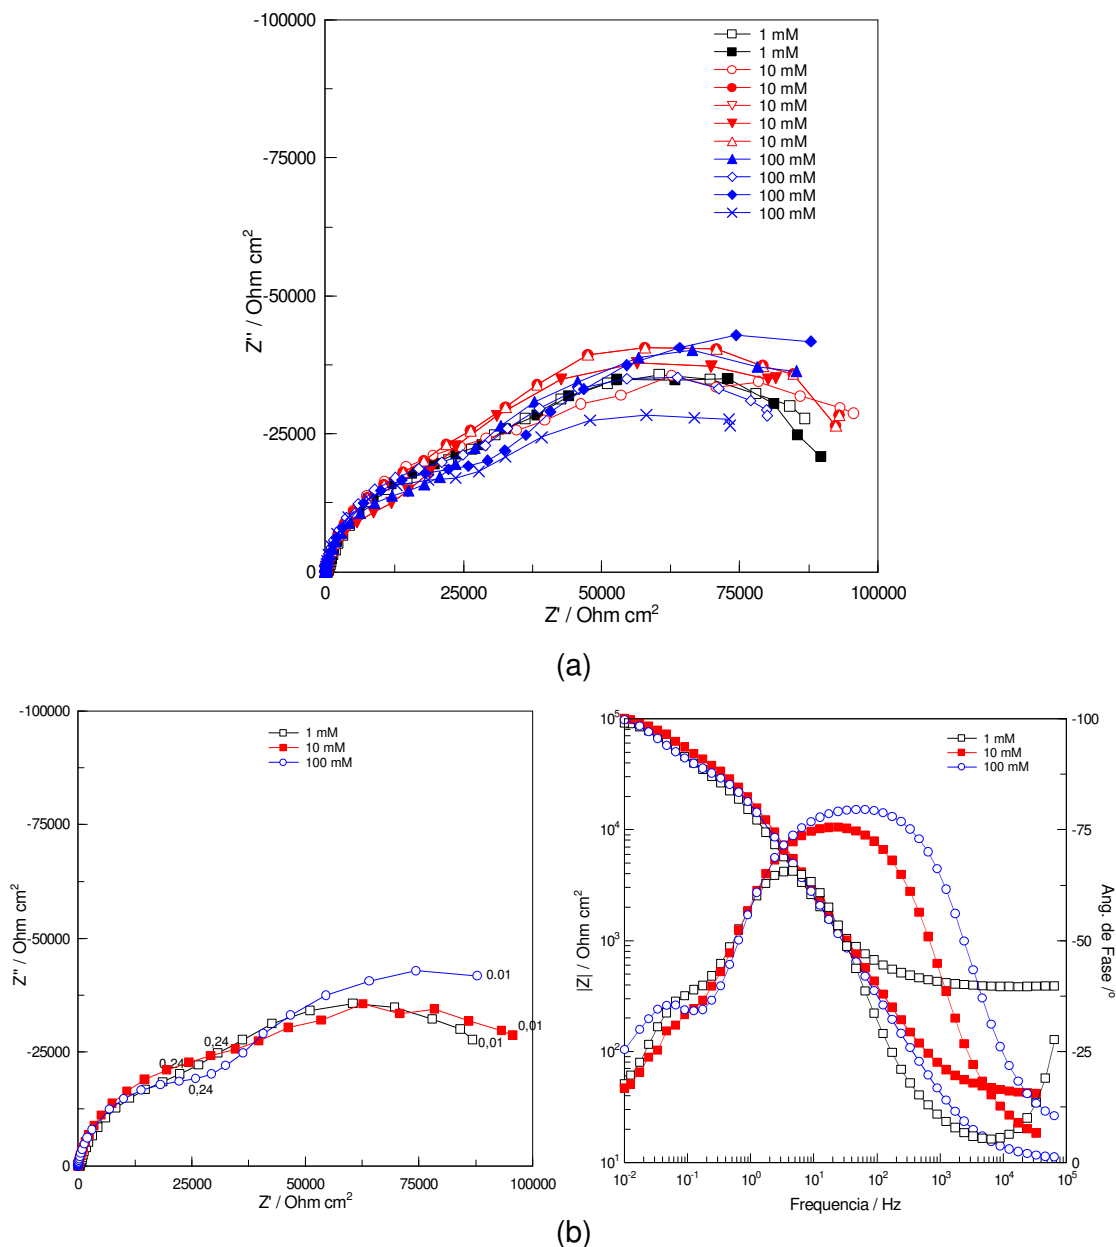 -100000
-75000
-50000
-25000
0
Z'' / Ohm cm2
0
25000
50000
75000
100000
Z' / Ohm cm2
1 mM
1 mM
10 mM
10 mM
10 mM
10 mM
10 mM
100 mM
100 mM
100 mM
100 mM
(a)
-100000
-75000
-50000
-25000
0
Z'' / Ohm cm2
0
25000
50000
75000
100000
Z' / Ohm cm2
1 mM
10 mM
100 mM
0,24
0,24
0,24
0.01
0,01
0,01
10^5
10^4
10^3
10^2
10^1
|Z| / Ohm cm2
10^-2
10^-1
10^0
10^1
10^2
10^3
10^4
10^5
Frequencia / Hz
-100
-75
-50
-25
0
Ang. de Fase /º
1 mM
10 mM
100 mM
(b)